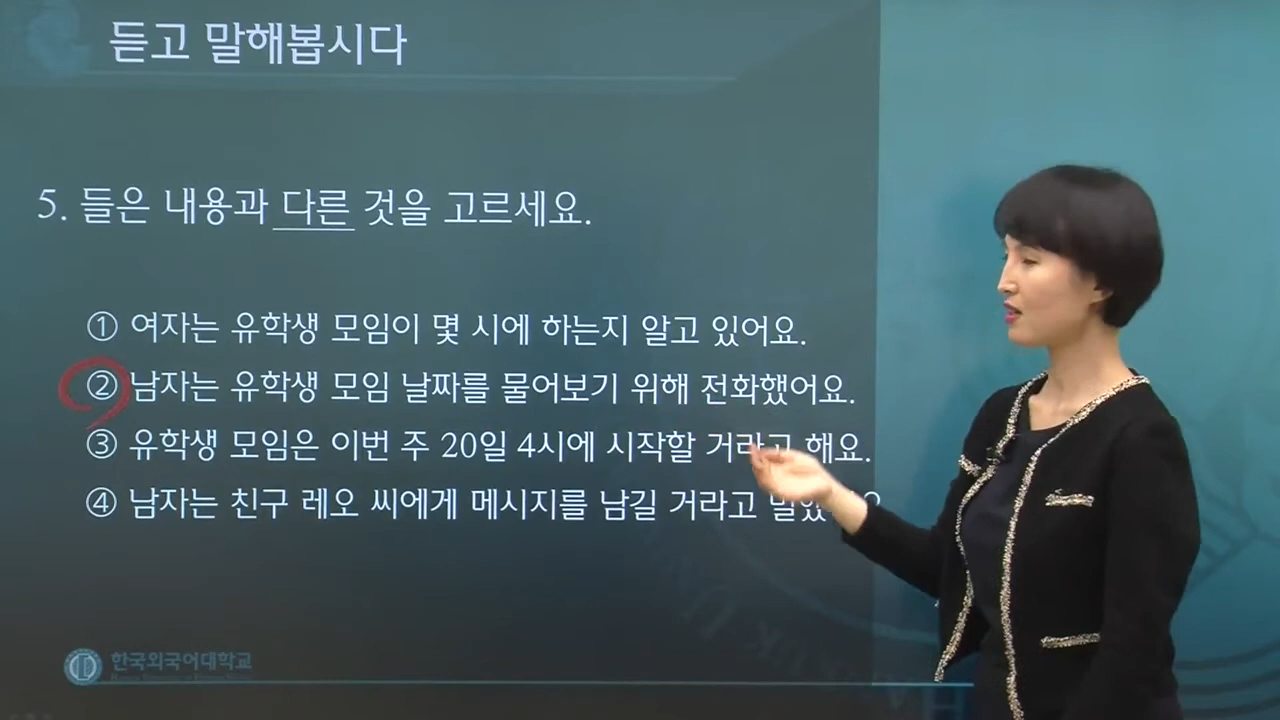 듣고 말해봅시다
5. 들은 내용과 다른 것을 고르세요.
① 여자는 유학생 모임이 몇 시에 하는지 알고 있어요.
② 남자는 유학생 모임 날짜를 물어보기 위해 전화했어요.
③ 유학생 모임은 이번 주 20일 4시에 시작할 거라고 해요.
④ 남자는 친구 레오 씨에게 메시지를 남길 거라고
한국외국어대학교